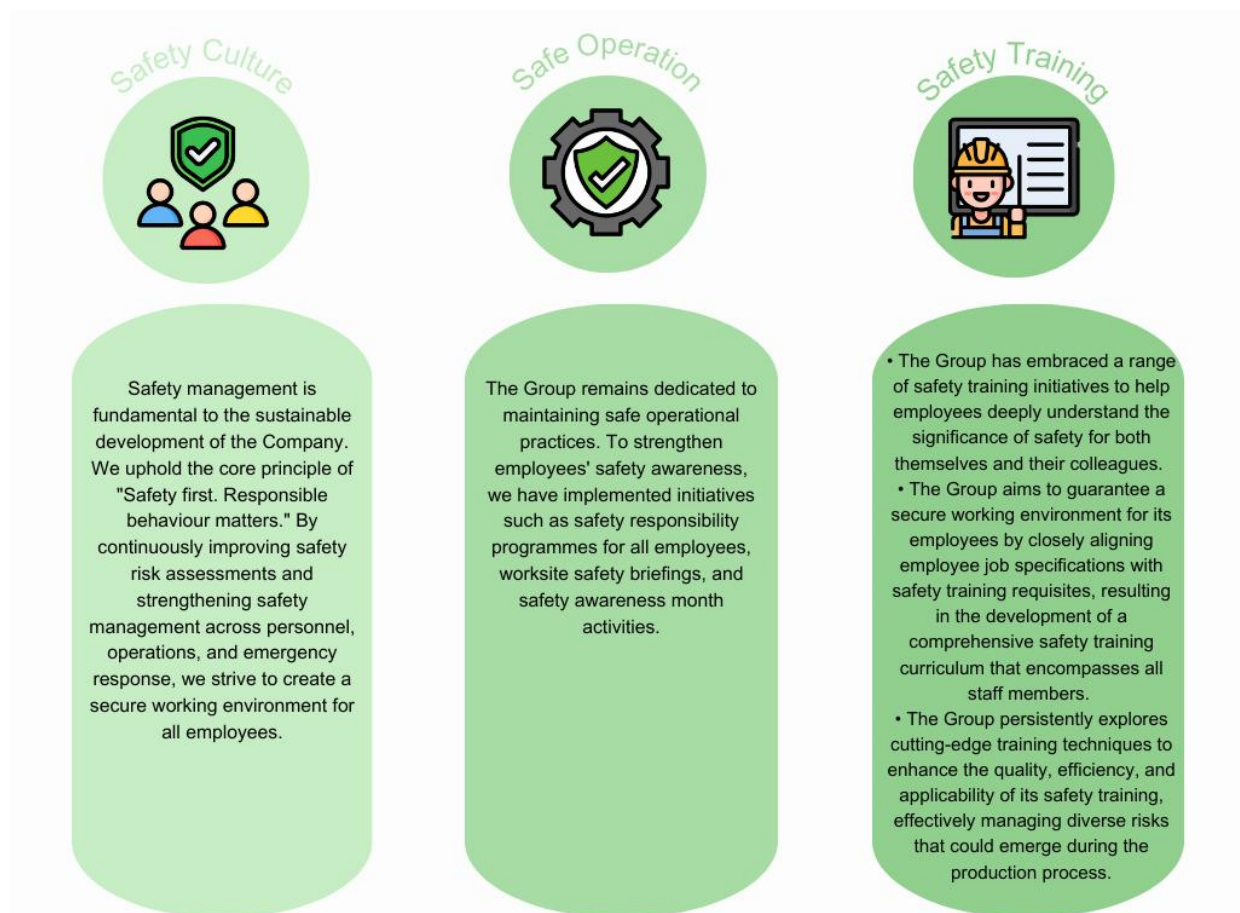 Safety Culture
Safety management is
fundamental to the sustainable
development of the Company.
We uphold the core principle of
"Safety first. Responsible
behaviour matters." By
continuously improving safety
risk assessments and
strengthening safety
management across personnel,
operations, and emergency
response, we strive to create a
secure working environment for
all employees.
Safe Operation
The Group remains dedicated to
maintaining safe operational
practices. To strengthen
employees' safety awareness,
we have implemented initiatives
such as safety responsibility
programmes for all employees,
worksite safety briefings, and
safety awareness month
activities.
Safety Training
• The Group has embraced a range
of safety training initiatives to help
employees deeply understand the
significance of safety for both
themselves and their colleagues.
• The Group aims to guarantee a
secure working environment for its
employees by closely aligning
employee job specifications with
safety training requisites, resulting
in the development of a
comprehensive safety training
curriculum that encompasses all
staff members.
• The Group persistently explores
cutting-edge training techniques to
enhance the quality, efficiency, and
applicability of its safety training,
effectively managing diverse risks
that could emerge during the
production process.